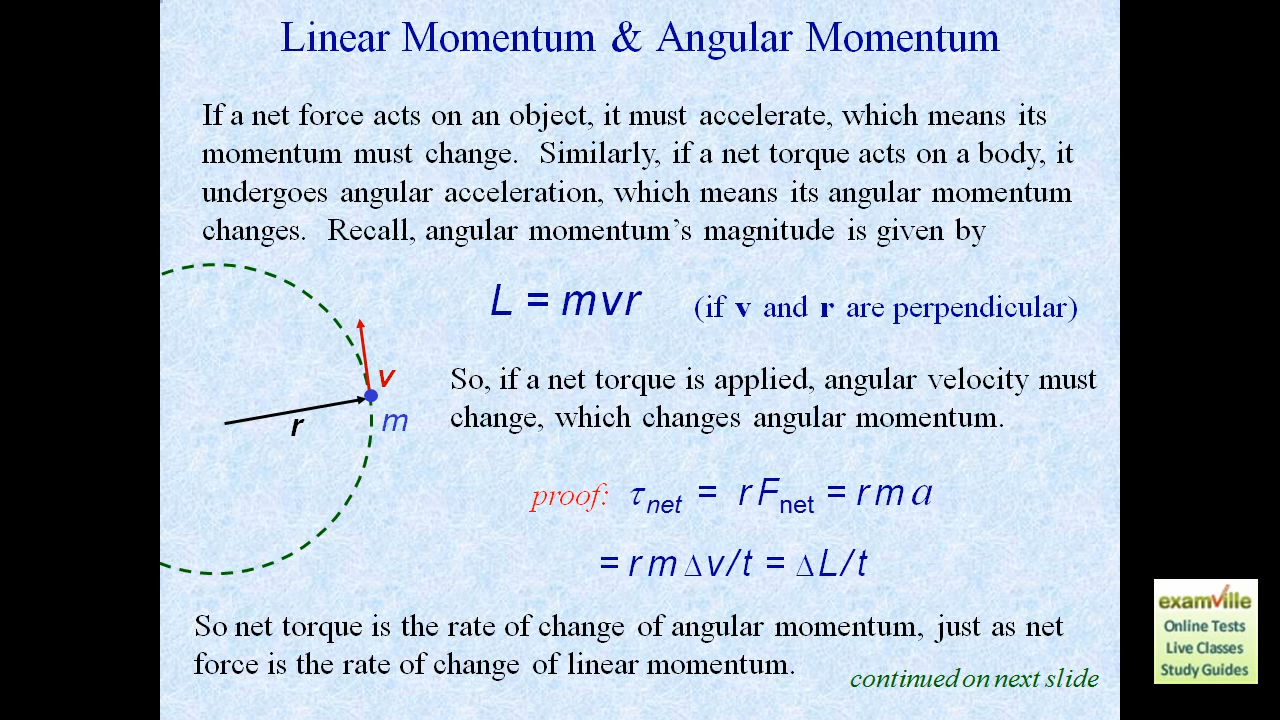 Linear Momentum & Angular Momentum
If a net force acts on an object, it must accelerate, which means its
momentum must change. Similarly, if a net torque acts on a body, it
undergoes angular acceleration, which means its angular momentum
changes. Recall, angular momentum's magnitude is given by
L = mvr (if v and r are perpendicular)
v
m
r
So, if a net torque is applied, angular velocity must
change, which changes angular momentum.
proof: τnet = rFnet = rma
= rm∆v/t = ∆L/t
So net torque is the rate of change of angular momentum, just as net
force is the rate of change of linear momentum.
continued on next slide
examville
Online Tests
Live Classes
Study Guides